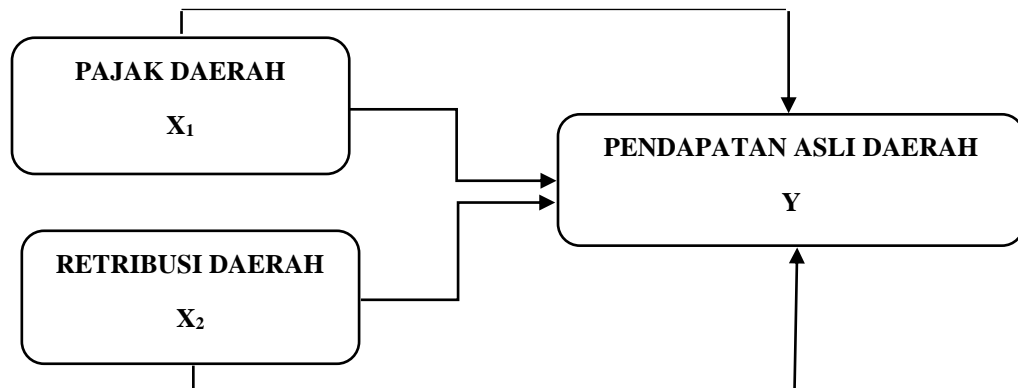 PAJAK DAERAH
X₁
PENDAPATAN ASLI DAERAH
Y
RETRIBUSI DAERAH
X₂